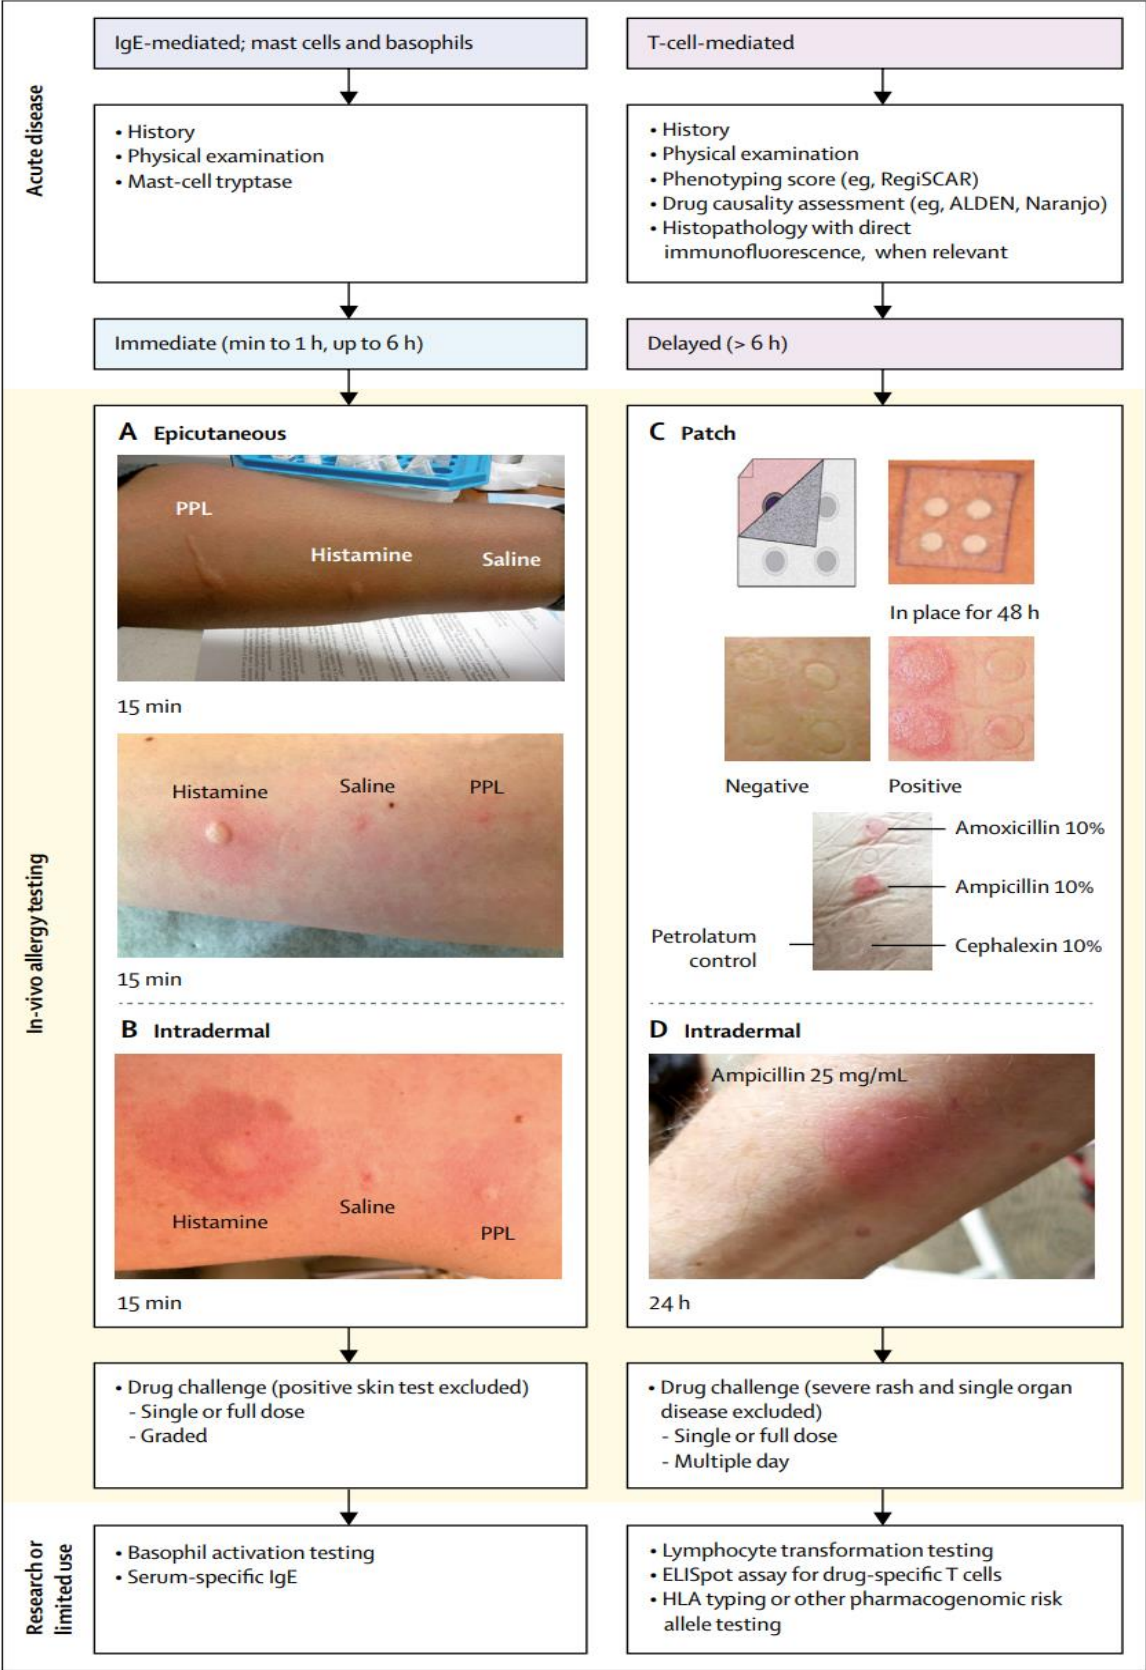 Acute disease
IgE-mediated; mast cells and basophils
• History
• Physical examination
• Mast-cell tryptase
Immediate (min to 1 h, up to 6 h)
T-cell-mediated
• History
• Physical examination
• Phenotyping score (eg, RegiSCAR)
• Drug causality assessment (eg, ALDEN, Naranjo)
• Histopathology with direct
immunofluorescence, when relevant
Delayed (> 6 h)
In-vivo allergy testing
A Epicutaneous
PPL
Histamine
Saline
15 min
Histamine
Saline
PPL
15 min
B Intradermal
Histamine
Saline
PPL
15 min
• Drug challenge (positive skin test excluded)
- Single or full dose
- Graded
C Patch
In place for 48 h
Negative
Positive
Amoxicillin 10%
Ampicillin 10%
Petrolatum
control
Cephalexin 10%
D Intradermal
Ampicillin 25 mg/mL
24 h
• Drug challenge (severe rash and single organ
disease excluded)
- Single or full dose
- Multiple day
Research or
limited use
• Basophil activation testing
• Serum-specific IgE
• Lymphocyte transformation testing
• ELISpot assay for drug-specific T cells
• HLA typing or other pharmacogenomic risk
allele testing